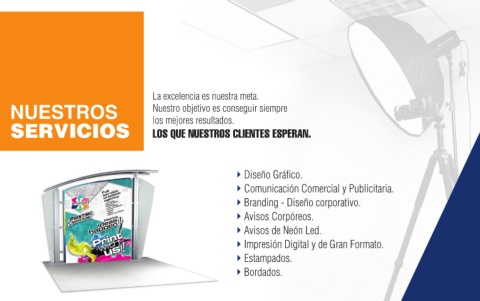 NUESTROS
SERVICIOS
La excelencia es nuestra meta.
Nuestro objetivo es conseguir siempre
los mejores resultados.
LOS QUE NUESTROS CLIENTES ESPERAN.
Diseño Gráfico.
Comunicación Comercial y Publicitaria.
Branding - Diseño corporativo.
Avisos Corpóreos.
Avisos de Neón Led.
Impresión Digital y de Gran Formato.
Estampados.
Bordados.
Print
us!